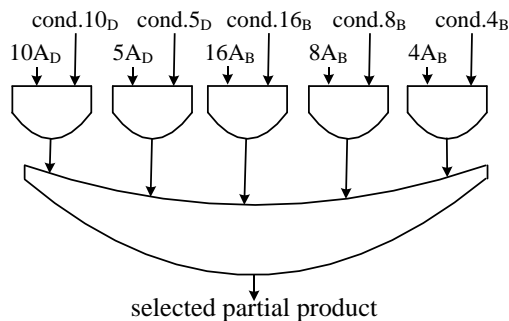 cond.10D cond.5D cond.16B cond.8B cond.4B
10AD 5AD 16AB 8AB 4AB
selected partial product